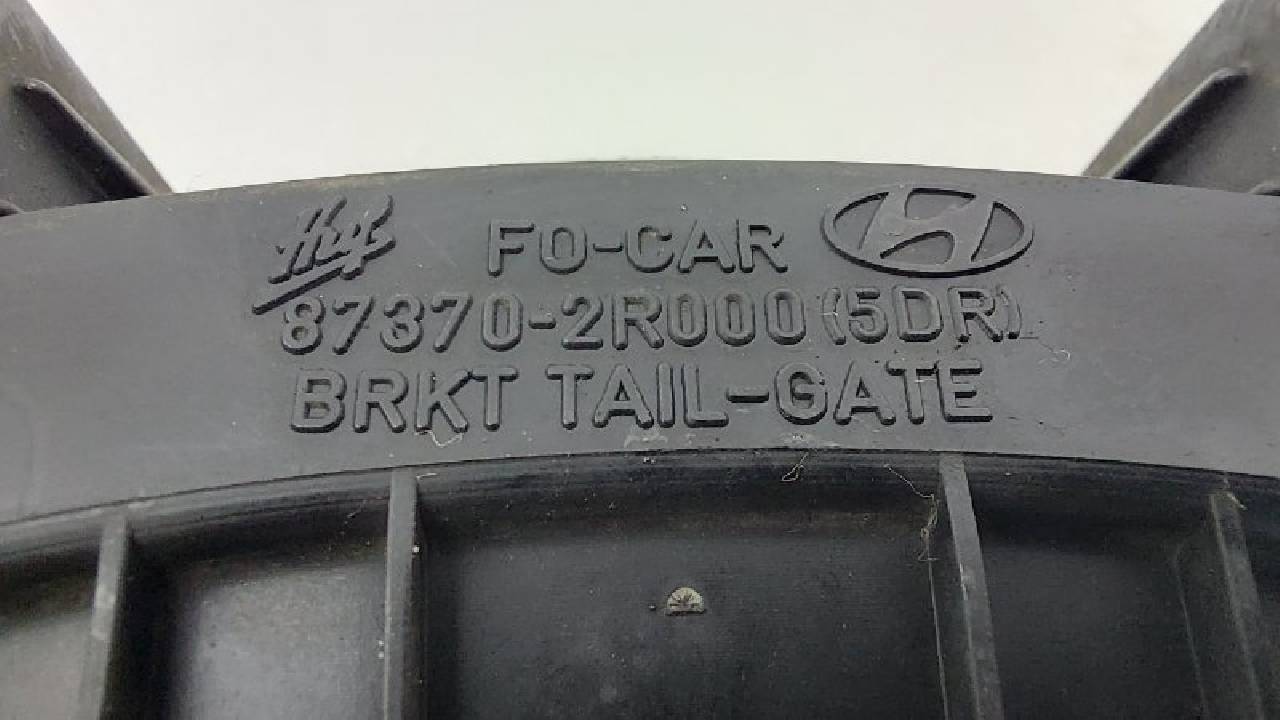 FO-CAR
87370-2R000(5DR)
BRKT TAIL-GATE